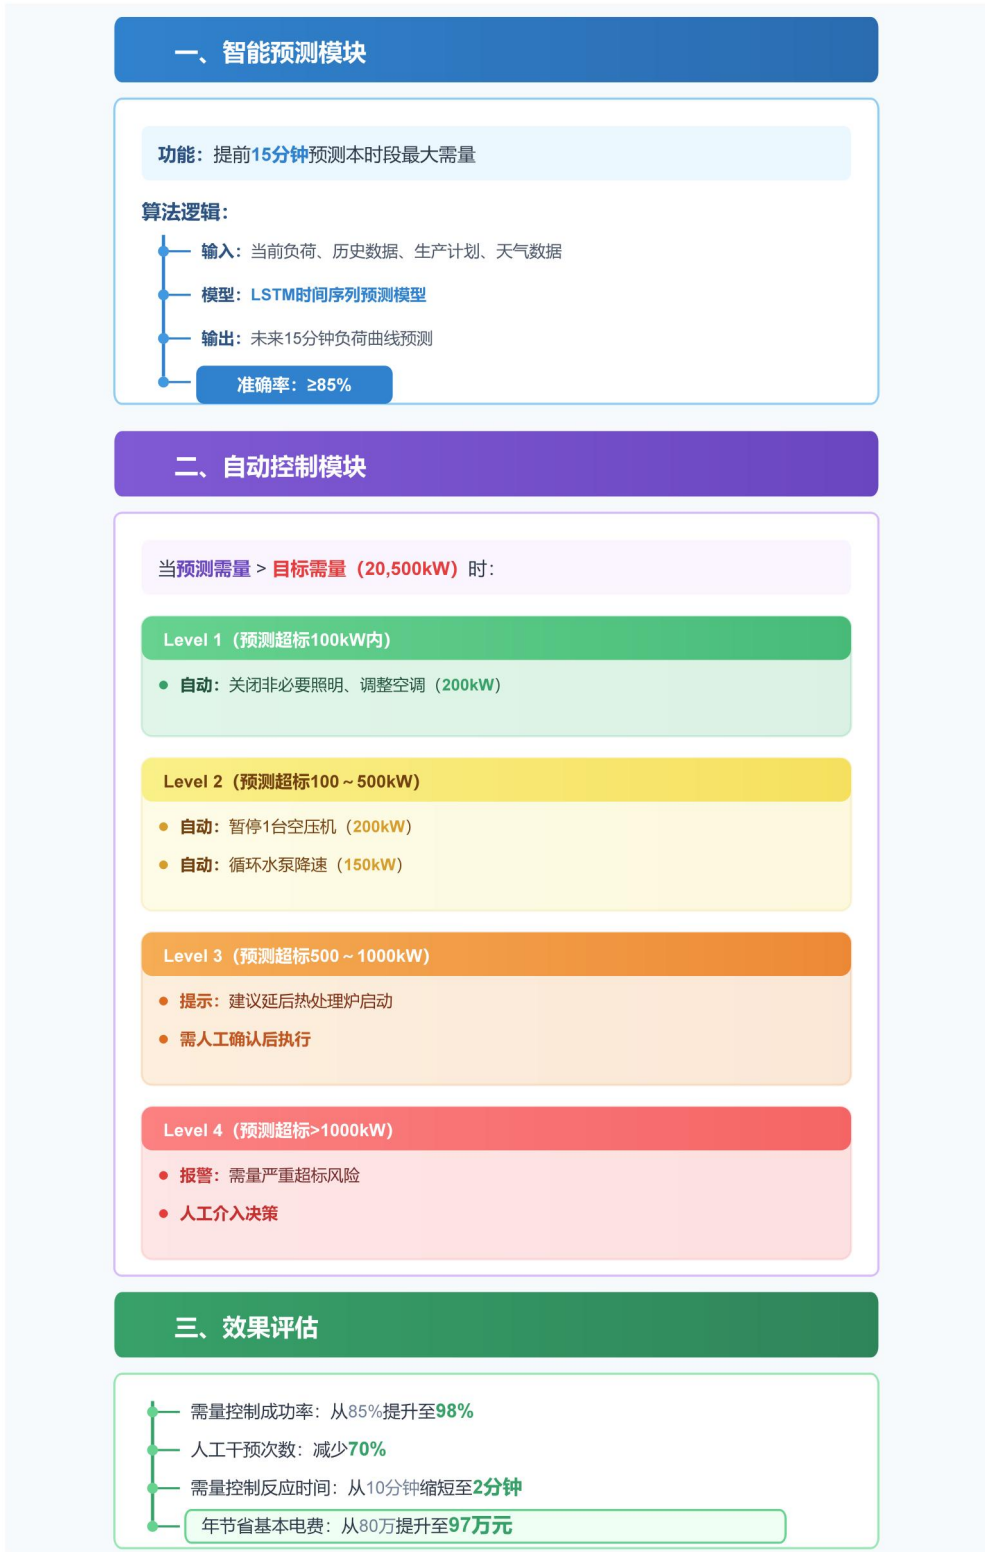 一、智能预测模块
功能：提前15分钟预测本时段最大需量
算法逻辑：
输入：当前负荷、历史数据、生产计划、天气数据
模型：LSTM时间序列预测模型
输出：未来15分钟负荷曲线预测
准确率：≥85%
二、自动控制模块
当预测需量 > 目标需量（20,500kW）时：
Level 1（预测超标100kW内）
自动：关闭非必要照明、调整空调（200kW）
Level 2（预测超标100～500kW）
自动：暂停1台空压机（200kW）
自动：循环水泵降速（150kW）
Level 3（预测超标500～1000kW）
提示：建议延后热处理炉启动
需人工确认后执行
Level 4（预测超标>1000kW）
报警：需量严重超标风险
人工介入决策
三、效果评估
需量控制成功率：从85%提升至98%
人工干预次数：减少70%
需量控制反应时间：从10分钟缩短至2分钟
年节省基本电费：从80万提升至97万元